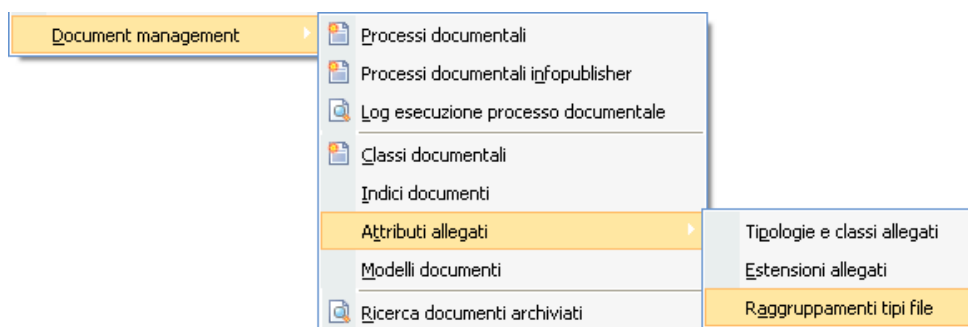 Document management
Processi documentali
Processi documentali infopublisher
Log esecuzione processo documentale
Classi documentali
Indici documenti
Attributi allegati
Modelli documenti
Ricerca documenti archiviati
Tipologie e classi allegati
Estensioni allegati
Raggruppamenti tipi file